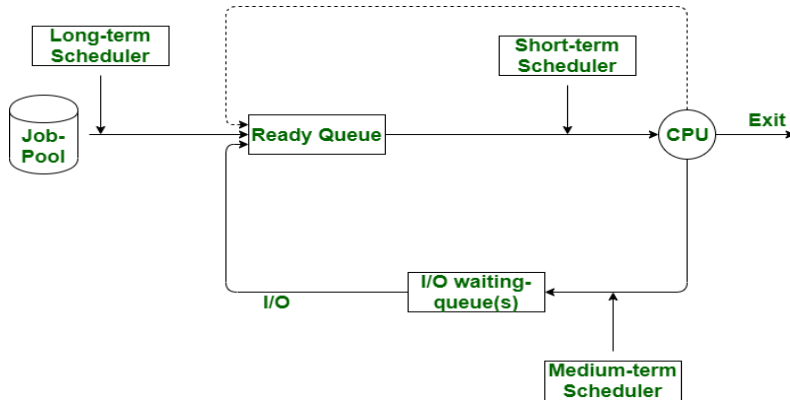 Long-term
Scheduler
Short-term
Scheduler
Job-
Pool
Ready Queue
CPU
Exit
I/O waiting-
queue(s)
I/O
Medium-term
Scheduler